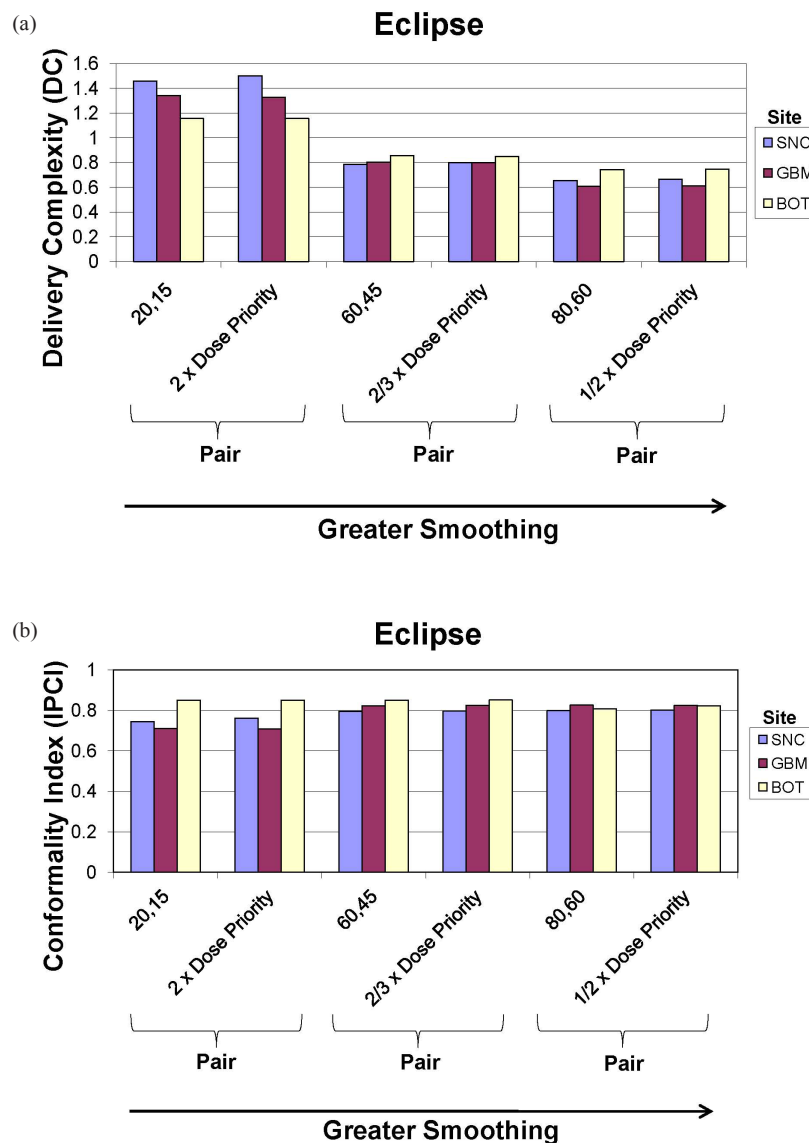 (a)
Eclipse
Delivery Complexity (DC)
1.6
1.4
1.2
1
0.8
0.6
0.4
0.2
0
Site
SNC
GBM
BOT
20,15
2 x Dose Priority
60,45
2/3 x Dose Priority
80,60
1/2 x Dose Priority
Pair
Pair
Pair
Greater Smoothing
(b)
Eclipse
Conformality Index (IPCI)
1
0.8
0.6
0.4
0.2
0
Site
SNC
GBM
BOT
20,15
2 x Dose Priority
60,45
2/3 x Dose Priority
80,60
1/2 x Dose Priority
Pair
Pair
Pair
Greater Smoothing